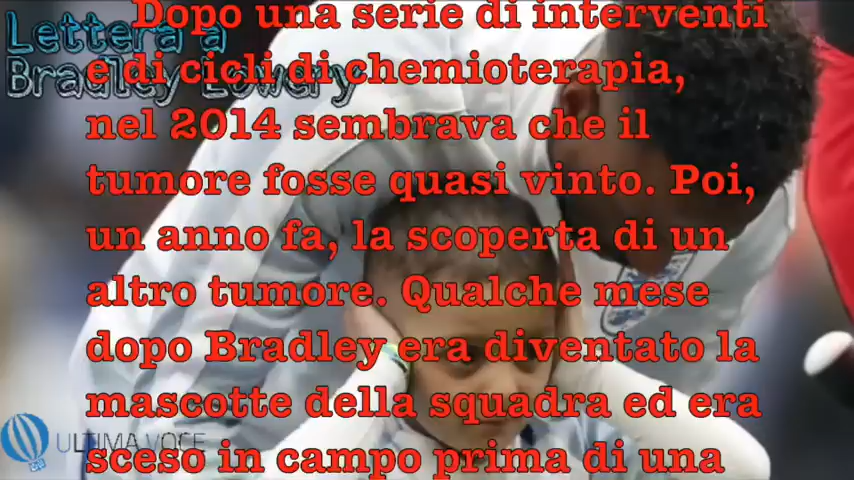 Lettera a
Bradley Lowery
Dopo una serie di interventi
e di cicli di chemioterapia,
nel 2014 sembrava che il
tumore fosse quasi vinto. Poi,
un anno fa, la scoperta di un
altro tumore. Qualche mese
dopo Bradley era diventato la
mascotte della squadra ed era
sceso in campo prima di una
ULTIMA VOCE